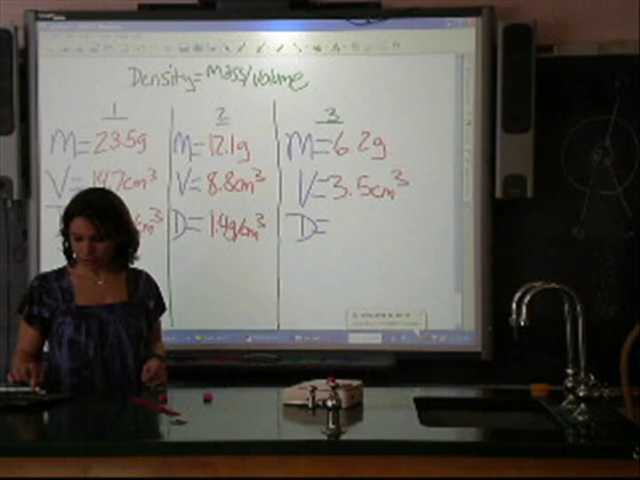 Density=Mass/volume
1
M=23.5g
V=14.7cm³
cm³
2
M=12.1g
V=8.8cm³
D=1.4g/cm³
3
M=6.2g
V=3.5cm³
D=